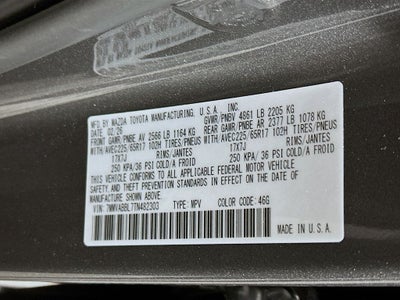 MFD. BY MAZDA TOYOTA MANUFACTURING, U.S.A., INC.
DATE: 02/26 GVWR/PNBV 4661 LB 2205 KG
FRONT GAWR/PNBE AV 2566 LB 1164 KG REAR GAWR/PNBE AR 2377 LB 1078 KG
WITH/AVEC225/65R17 102H TIRES/PNEUS WITH/AVEC225/65R17 102H TIRES/PNEUS
17X7J RIMS/JANTES 17X7J RIMS/JANTES
250 KPA/36 PSI COLD/A FROID 250 KPA/36 PSI COLD/A FROID
THIS VEHICLE CONFORMS TO ALL APPLICABLE FEDERAL MOTOR VEHICLE
SAFETY AND THEFT PREVENTION STANDARDS IN EFFECT ON THE DATE OF
MANUFACTURE SHOWN ABOVE.
VIN: 7MMVABBL7TN482303 TYPE: MPV COLOR CODE: 46G
MADE IN U.S.A.